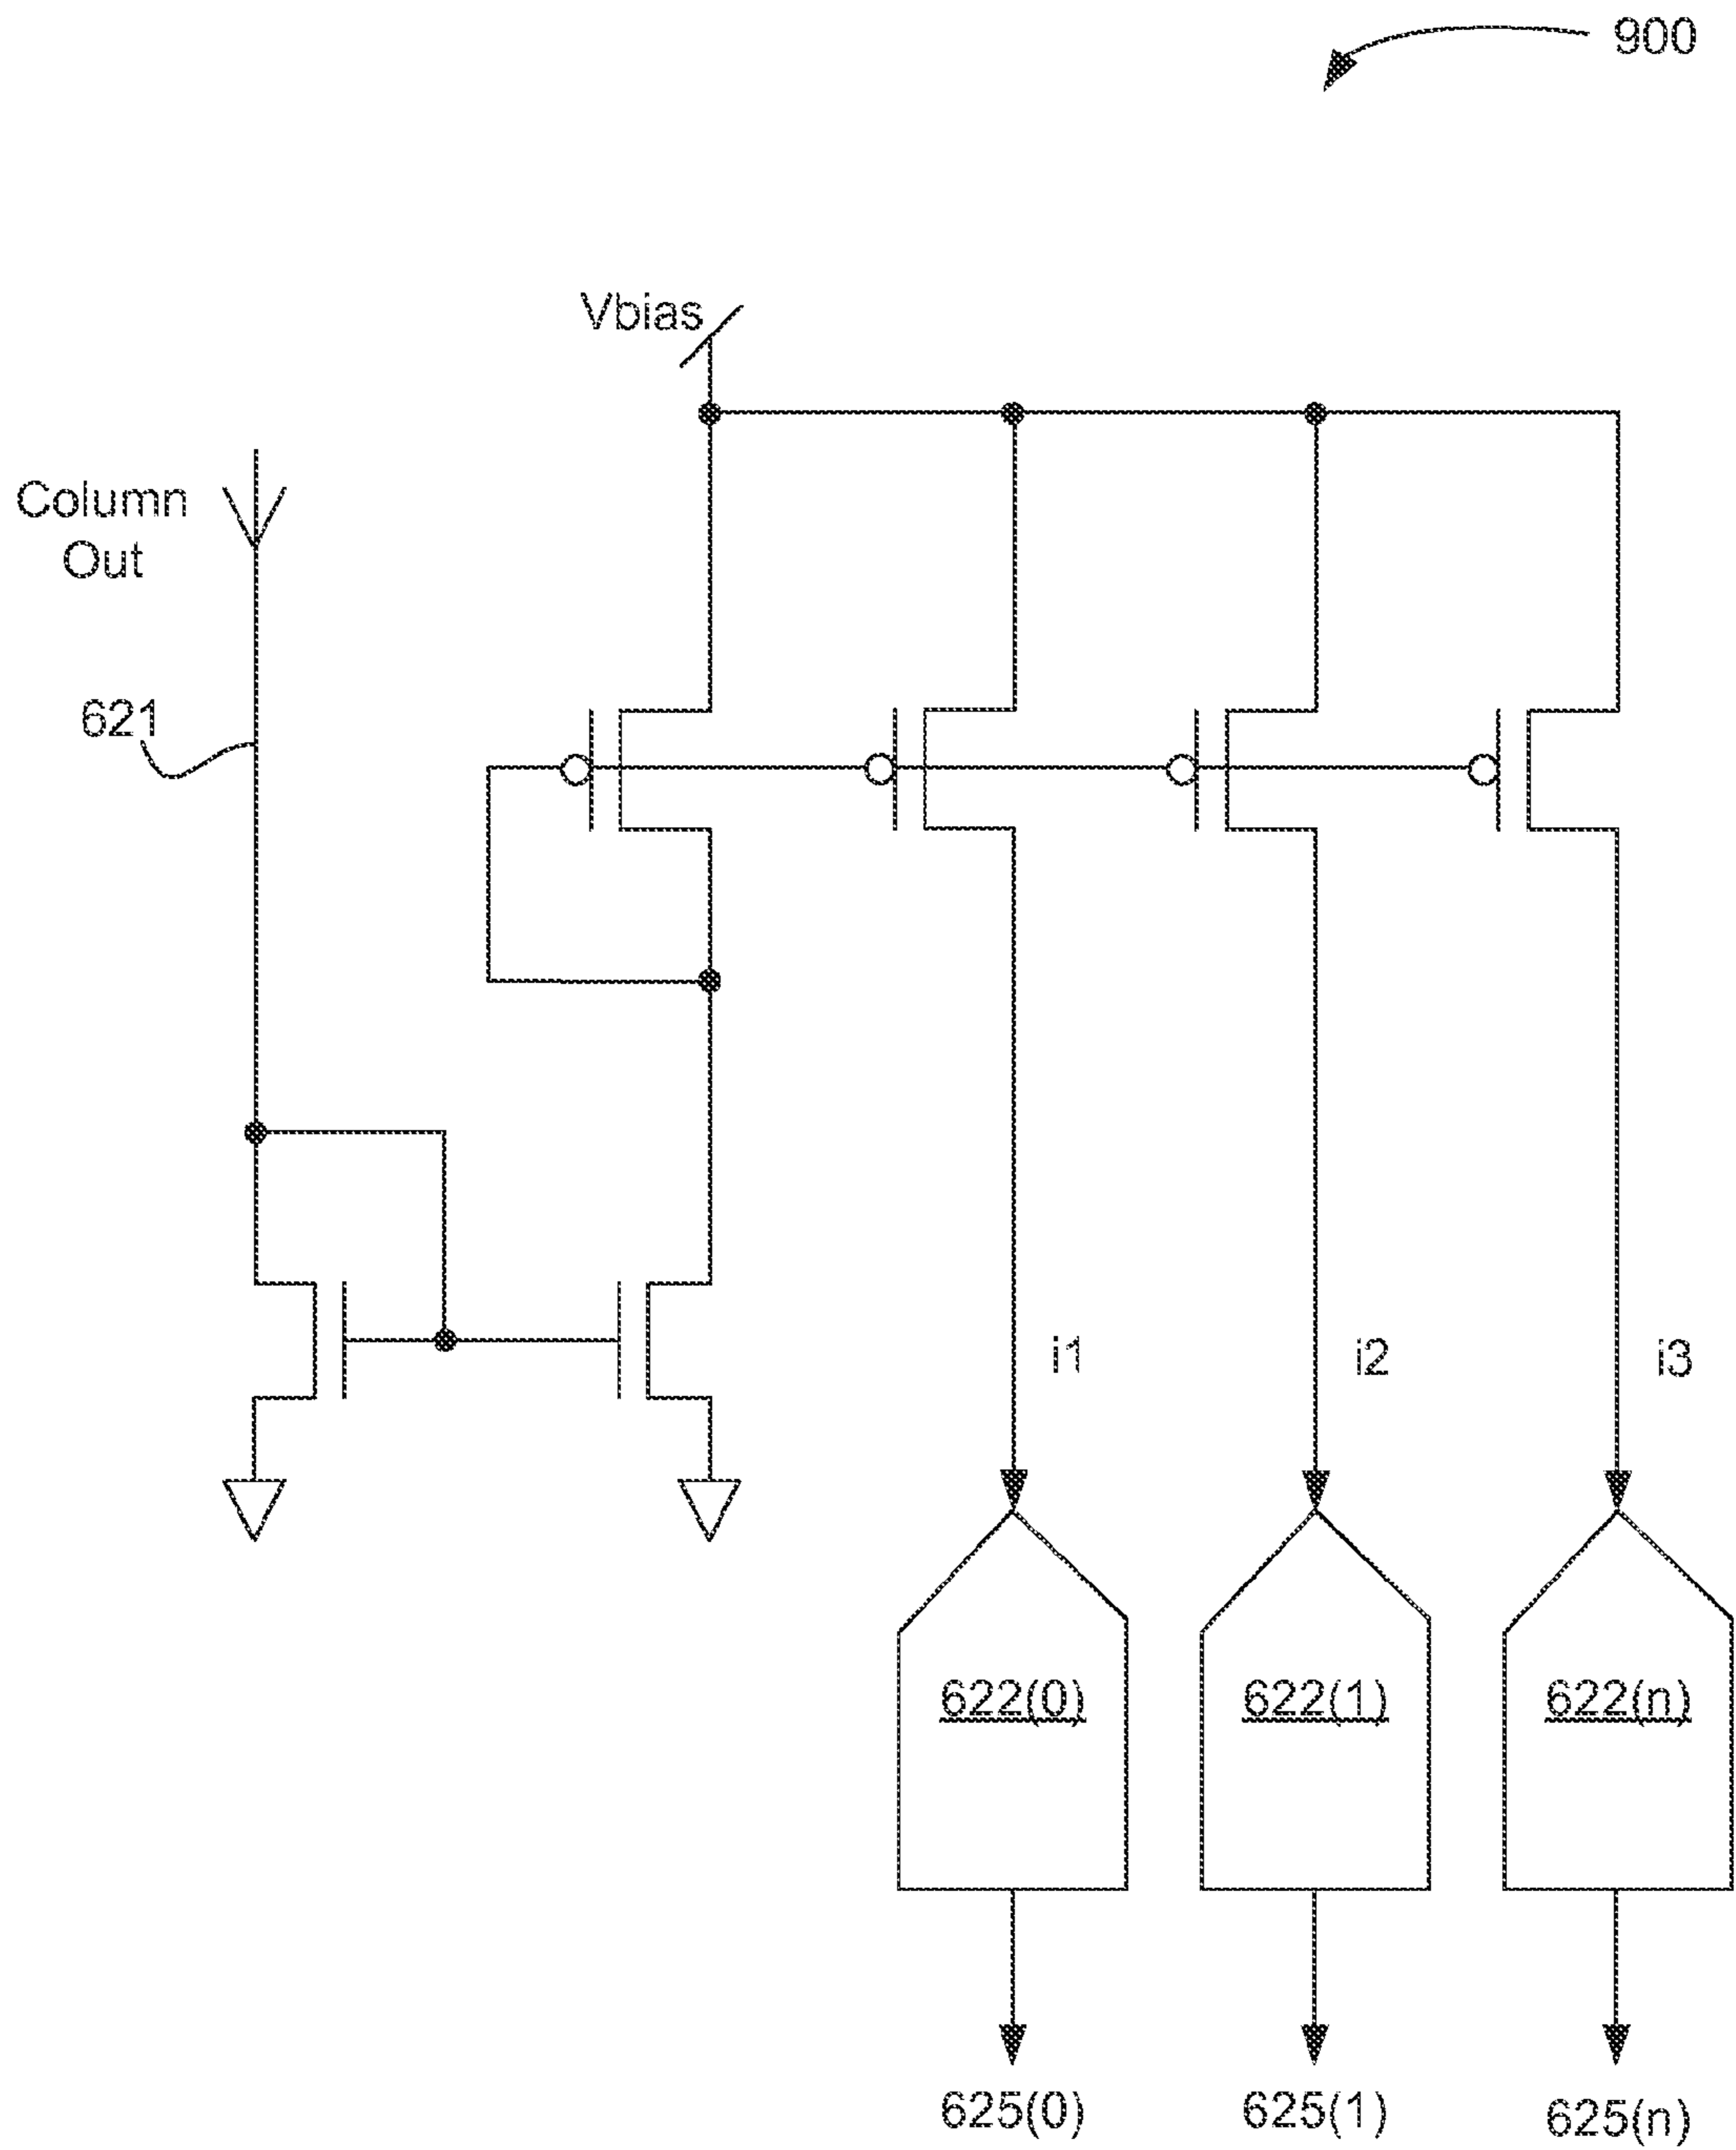 900
Vbias
Column
Out
621
i1
i2
i3
622(0)
622(1)
622(n)
625(0)
625(1)
625(n)